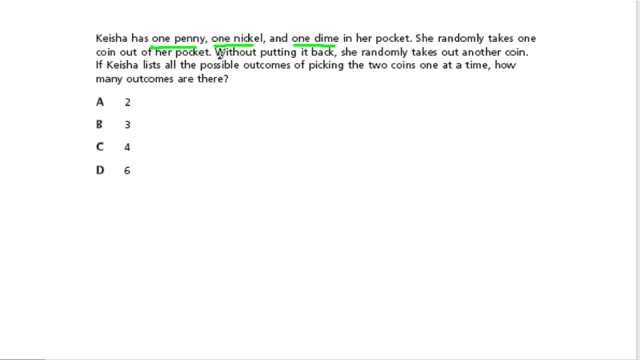 Keisha has one penny, one nickel, and one dime in her pocket. She randomly takes one
coin out of her pocket. Without putting it back, she randomly takes out another coin.
If Keisha lists all the possible outcomes of picking the two coins one at a time, how
many outcomes are there?
A 2
B 3
C 4
D 6